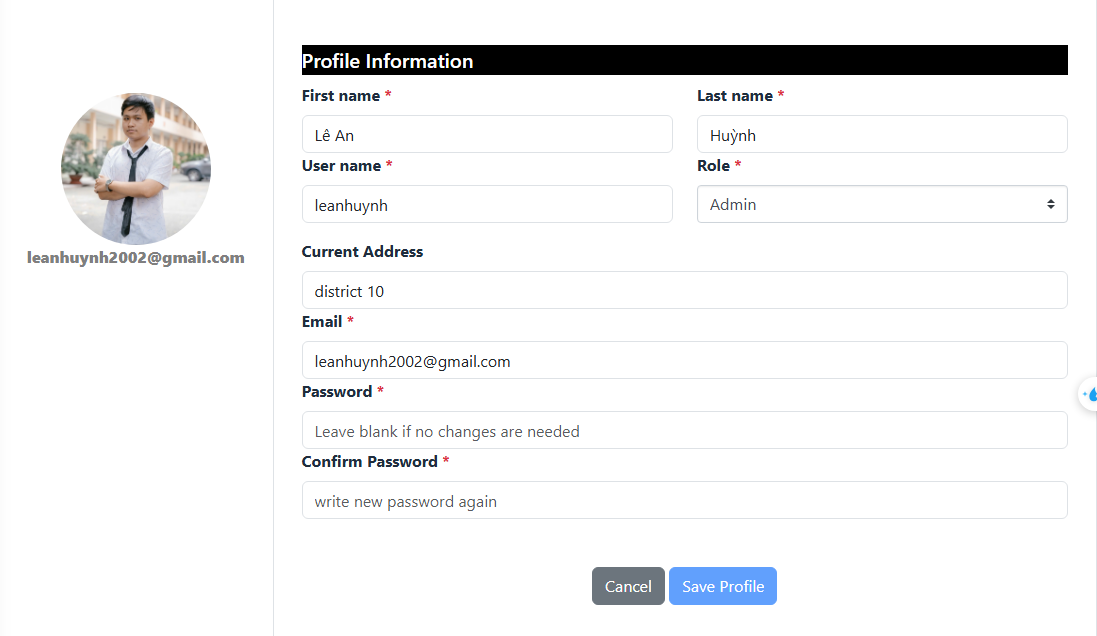 Profile Information
First name * Last name *
Lê An Huỳnh
User name * Role *
leanhuynh Admin
leanhuynh2002@gmail.com
Current Address
district 10
Email *
leanhuynh2002@gmail.com
Password *
Leave blank if no changes are needed
Confirm Password *
write new password again
Cancel Save Profile